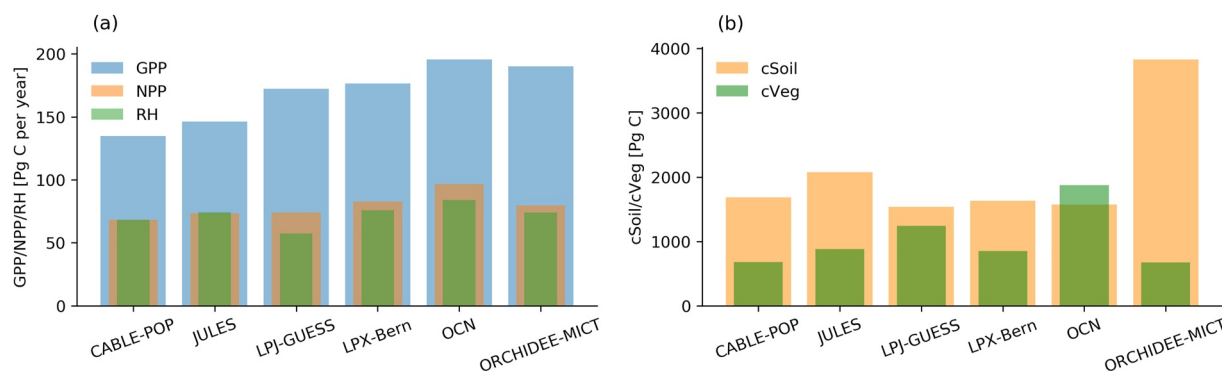 (a)
GPP/NPP/RH [Pg C per year]
200
150
100
50
0
GPP
NPP
RH
CABLE-POP
JULES
LPJ-GUESS
LPX-Bern
OCN
ORCHIDEE-MICT
(b)
cSoil/cVeg [Pg C]
4000
3000
2000
1000
0
cSoil
cVeg
CABLE-POP
JULES
LPJ-GUESS
LPX-Bern
OCN
ORCHIDEE-MICT